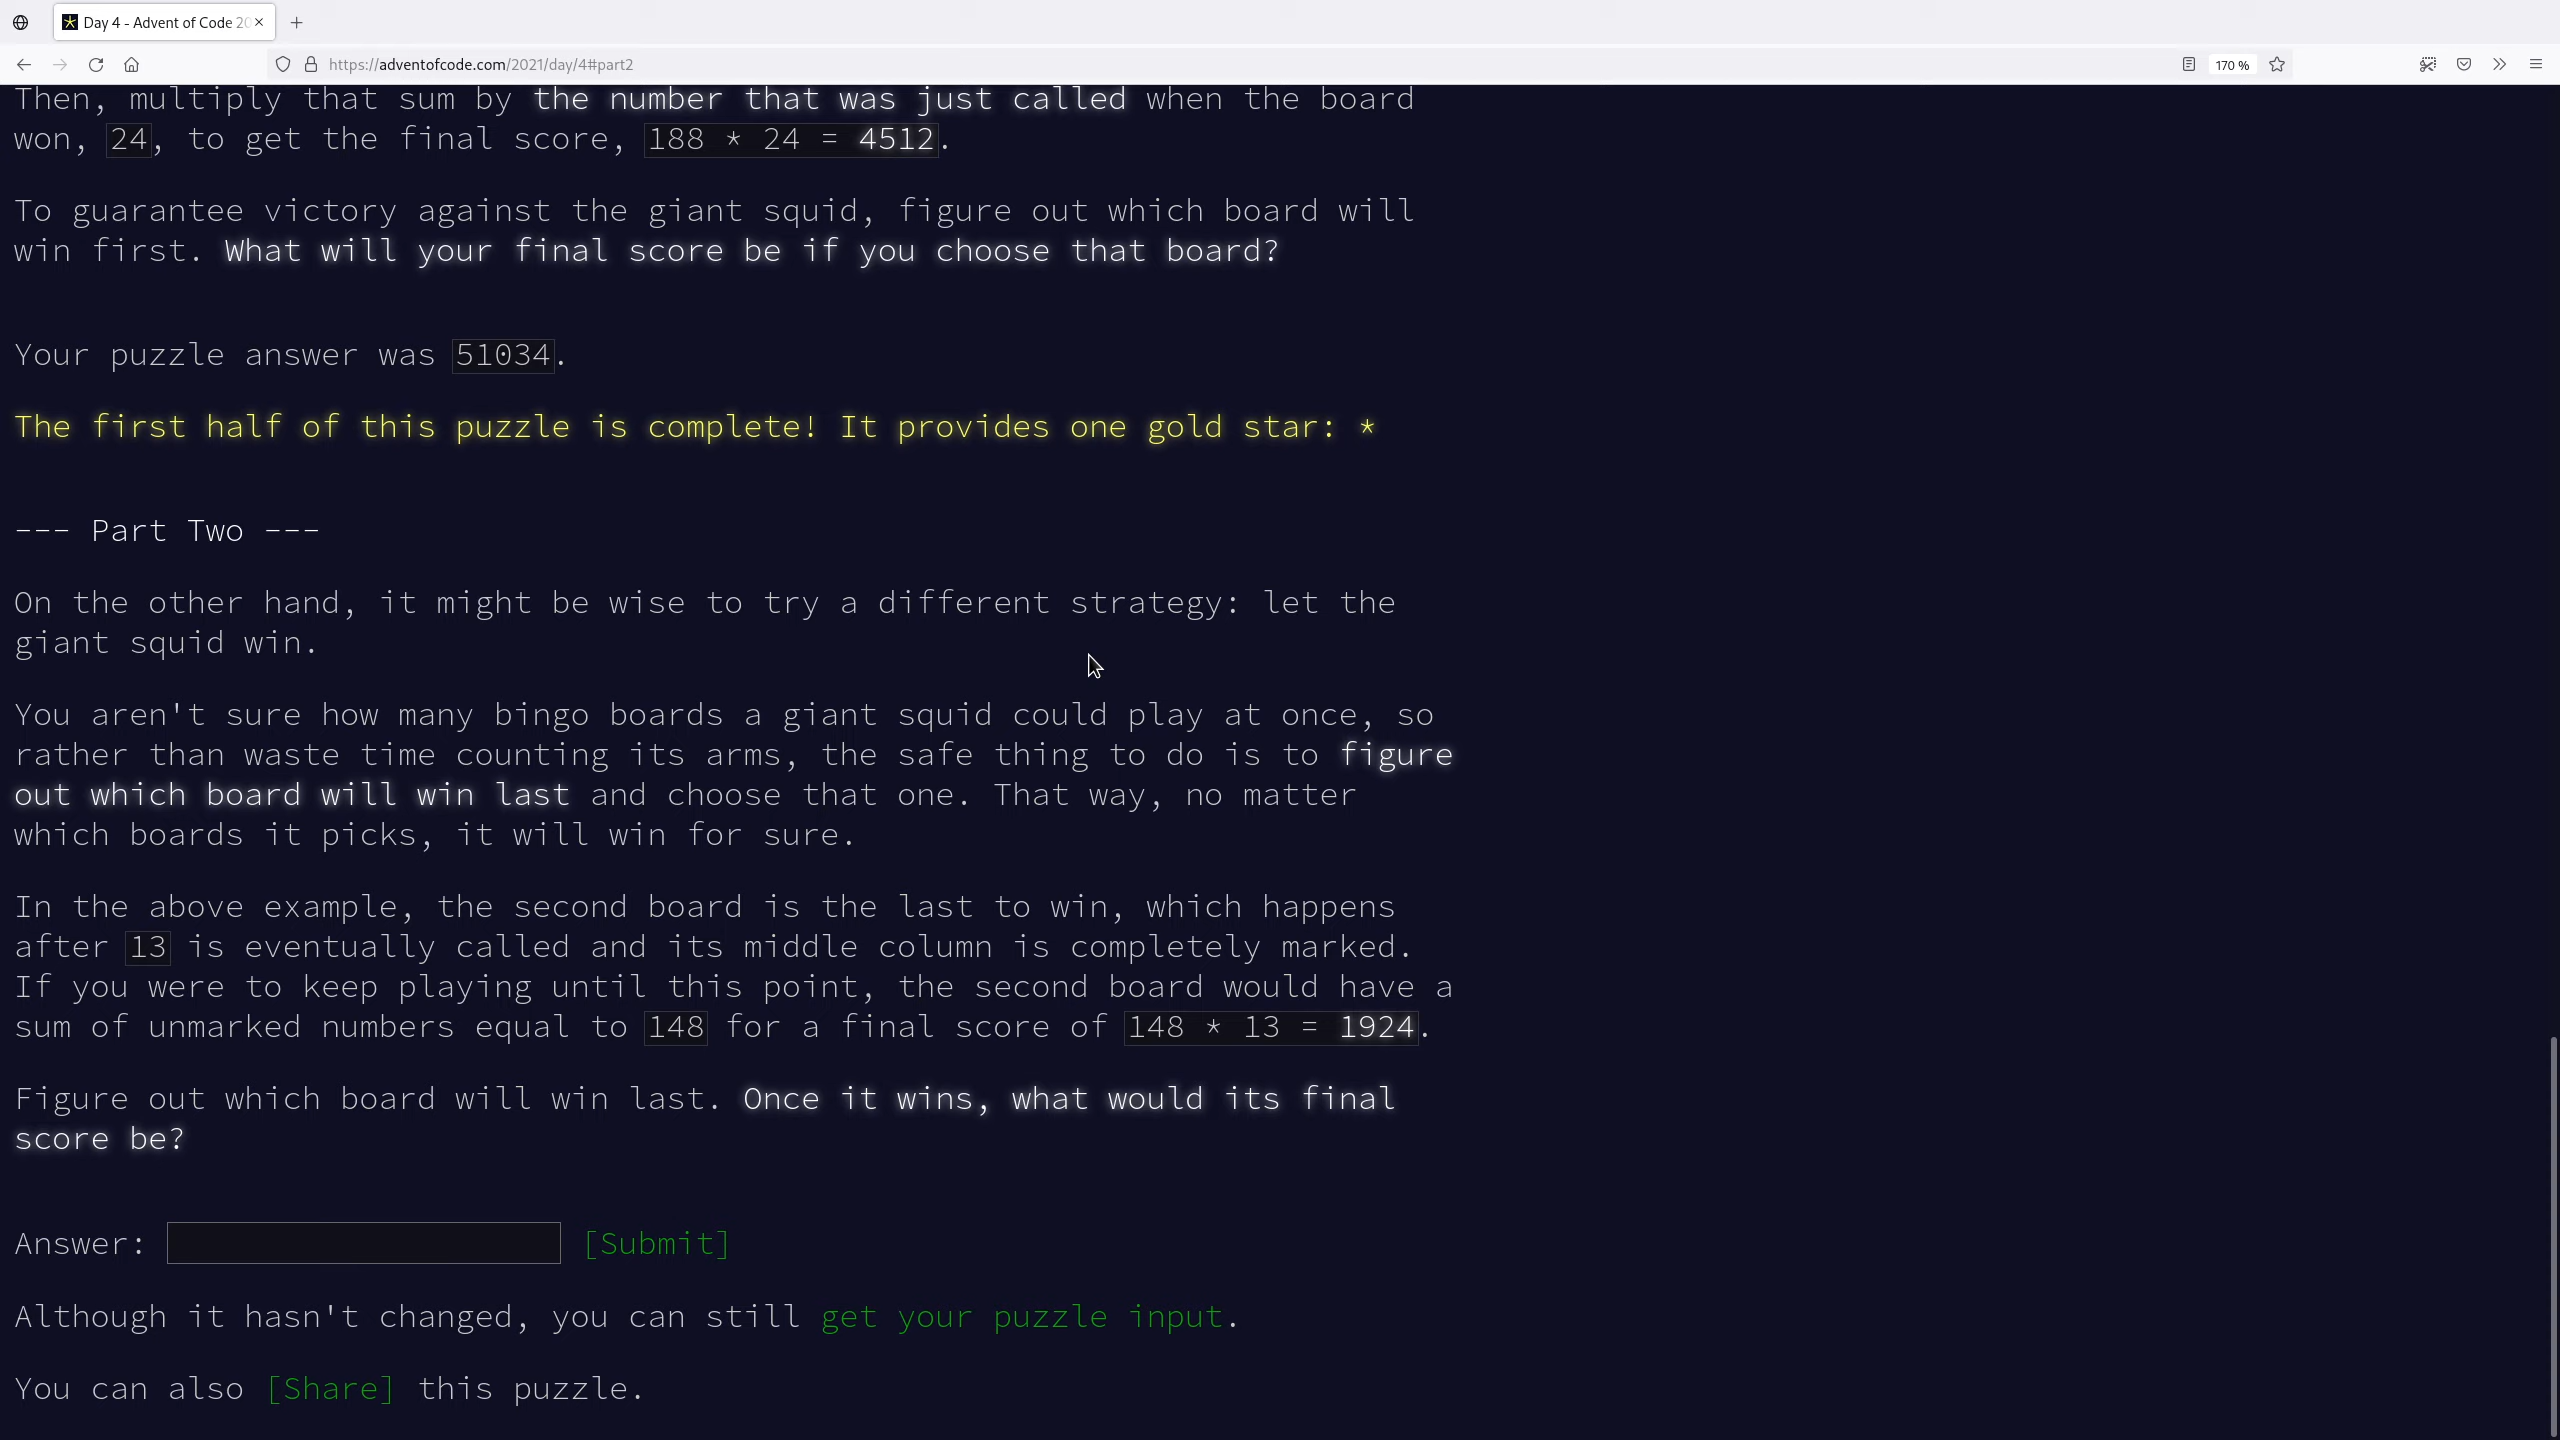 Day 4 - Advent of Code 20
https://adventofcode.com/2021/day/4#part2
170 %
Then, multiply that sum by the number that was just called when the board
won, 24, to get the final score, 188 * 24 = 4512.
To guarantee victory against the giant squid, figure out which board will
win first. What will your final score be if you choose that board?
Your puzzle answer was 51034.
The first half of this puzzle is complete! It provides one gold star: *
--- Part Two ---
On the other hand, it might be wise to try a different strategy: let the
giant squid win.
You aren't sure how many bingo boards a giant squid could play at once, so
rather than waste time counting its arms, the safe thing to do is to figure
out which board will win last and choose that one. That way, no matter
which boards it picks, it will win for sure.
In the above example, the second board is the last to win, which happens
after 13 is eventually called and its middle column is completely marked.
If you were to keep playing until this point, the second board would have a
sum of unmarked numbers equal to 148 for a final score of 148 * 13 = 1924.
Figure out which board will win last. Once it wins, what would its final
score be?
Answer: [Submit]
Although it hasn't changed, you can still get your puzzle input.
You can also [Share] this puzzle.